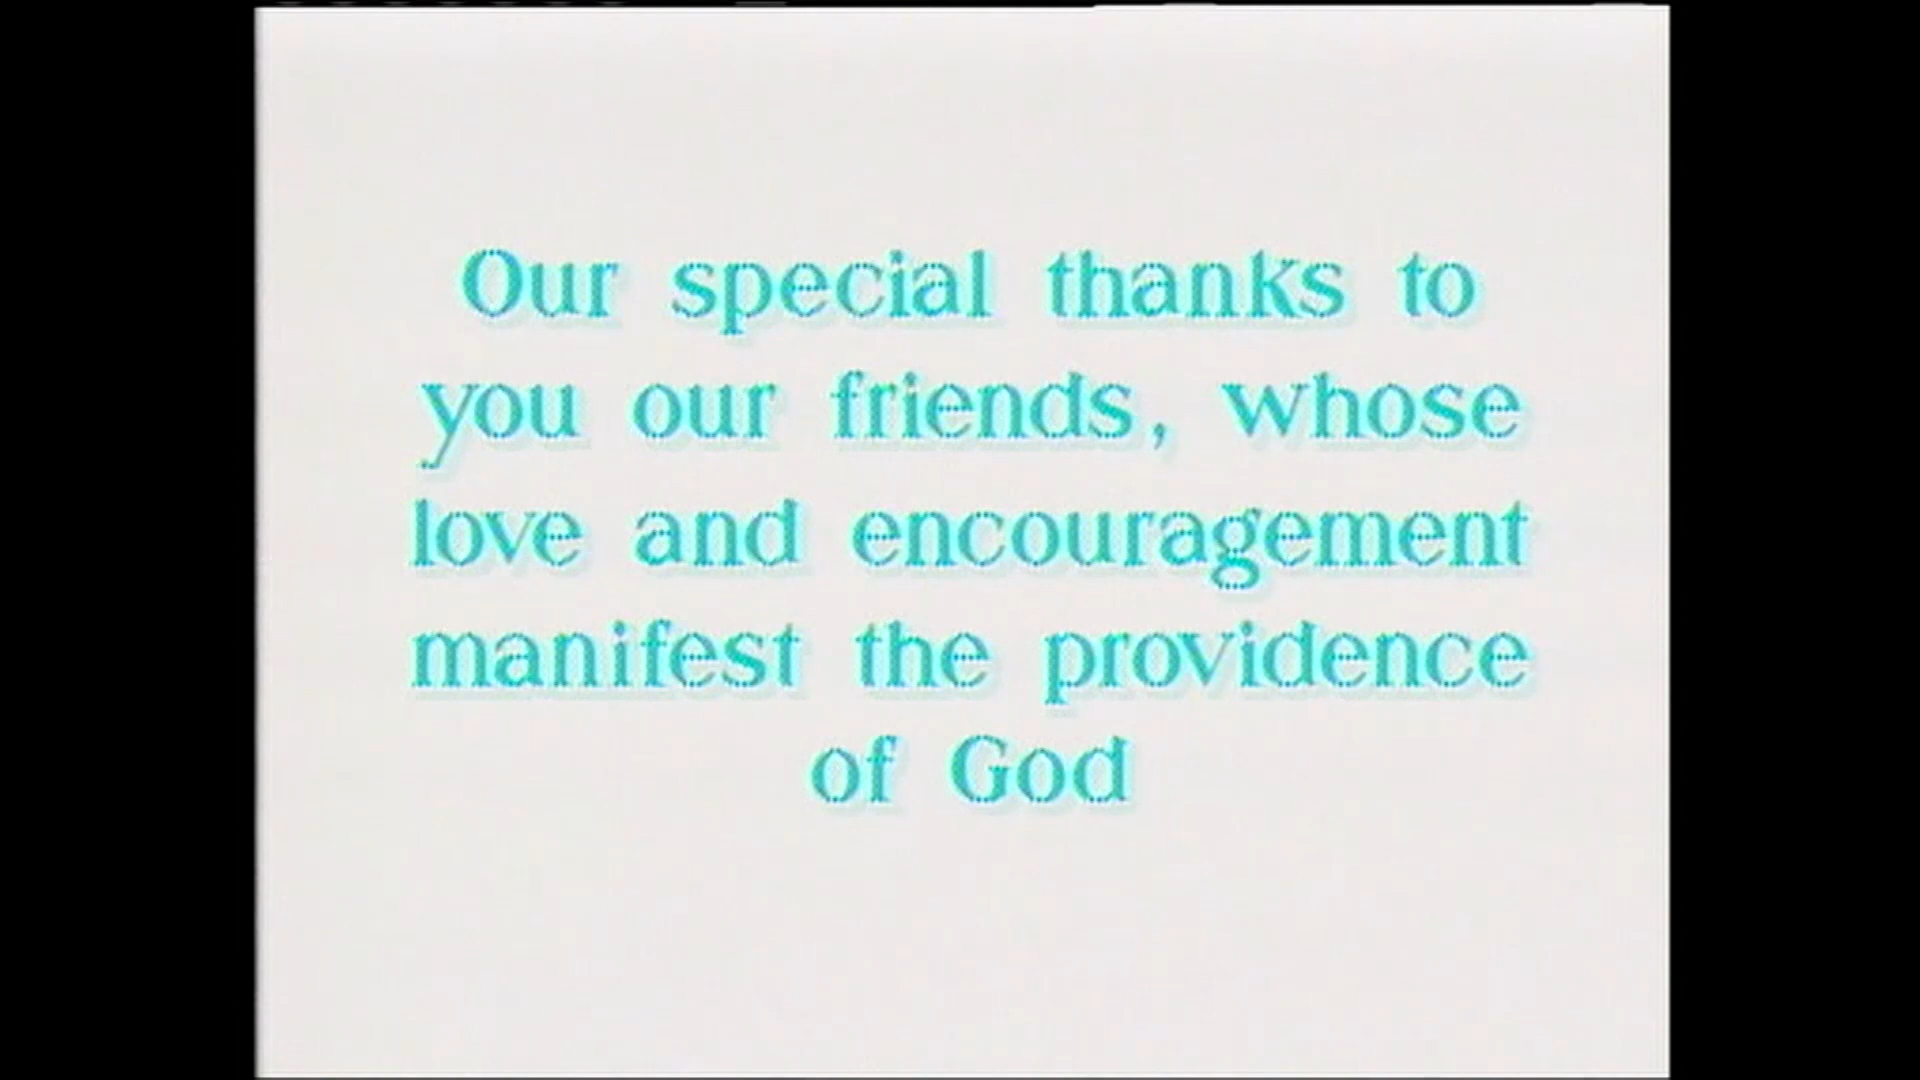 Our special thanks to
you our friends, whose
love and encouragement
manifest the providence
of God